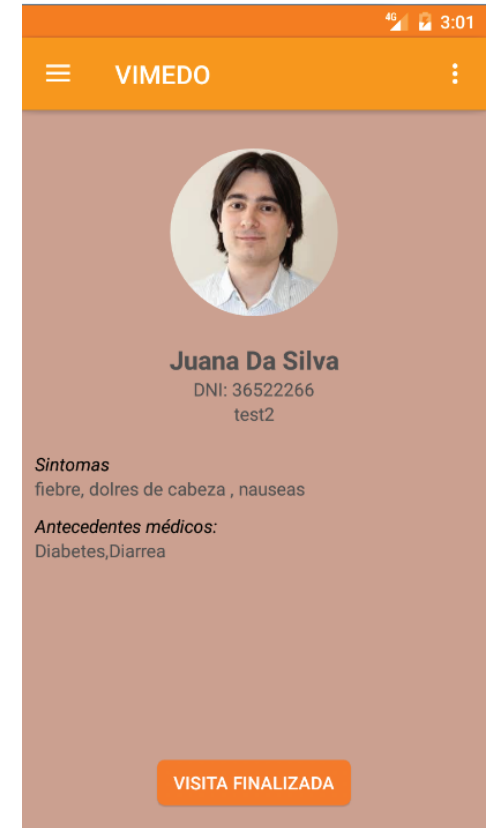 4G 3:01
VIMEDO
Juana Da Silva
DNI: 36522266
test2
Sintomas
fiebre, dolres de cabeza , nauseas
Antecedentes médicos:
Diabetes,Diarrea
VISITA FINALIZADA